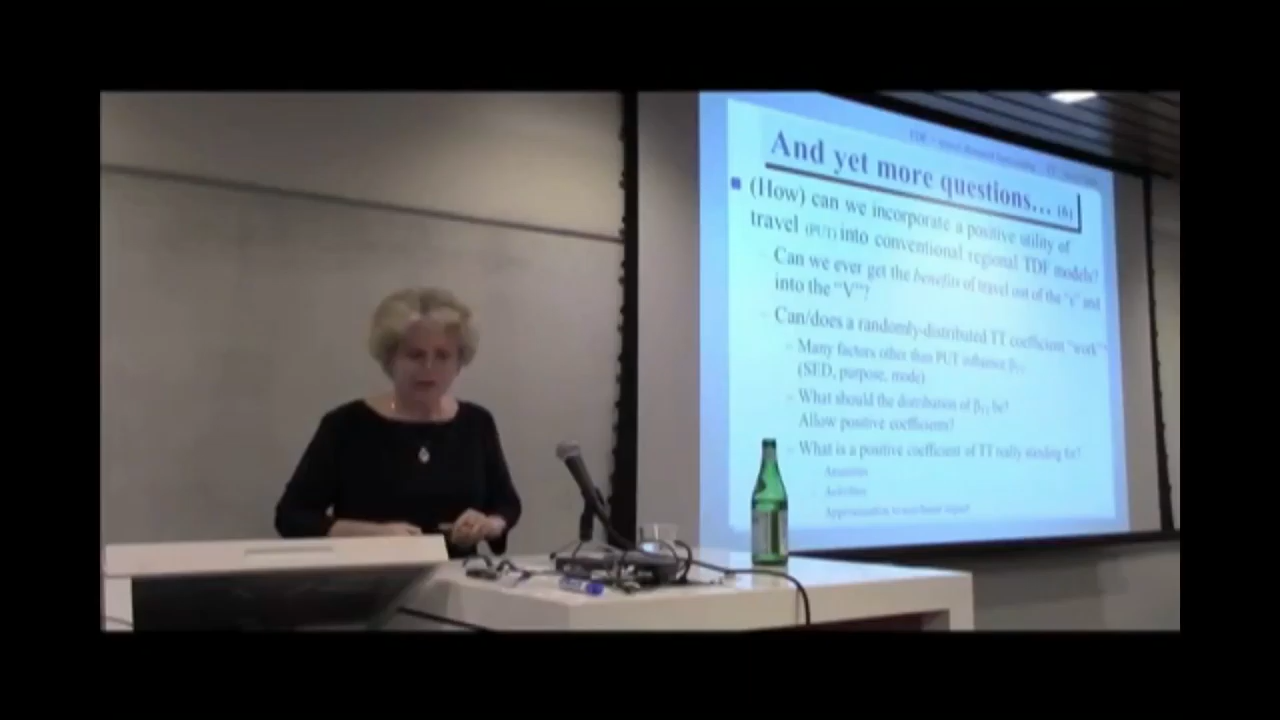 And yet more questions... (6)
(How) can we incorporate a positive utility of
travel (PUT) into conventional regional TDF models?
Can we ever get the benefits of travel out of the "ε" and
into the "V"?
Can/does a randomly-distributed TT coefficient "work"
Many factors other than PUT influence β
(SED, purpose, mode)
What should the distribution of β be?
Allow positive coefficients?
What is a positive coefficient of TT really standing for?
Amenities
Activities